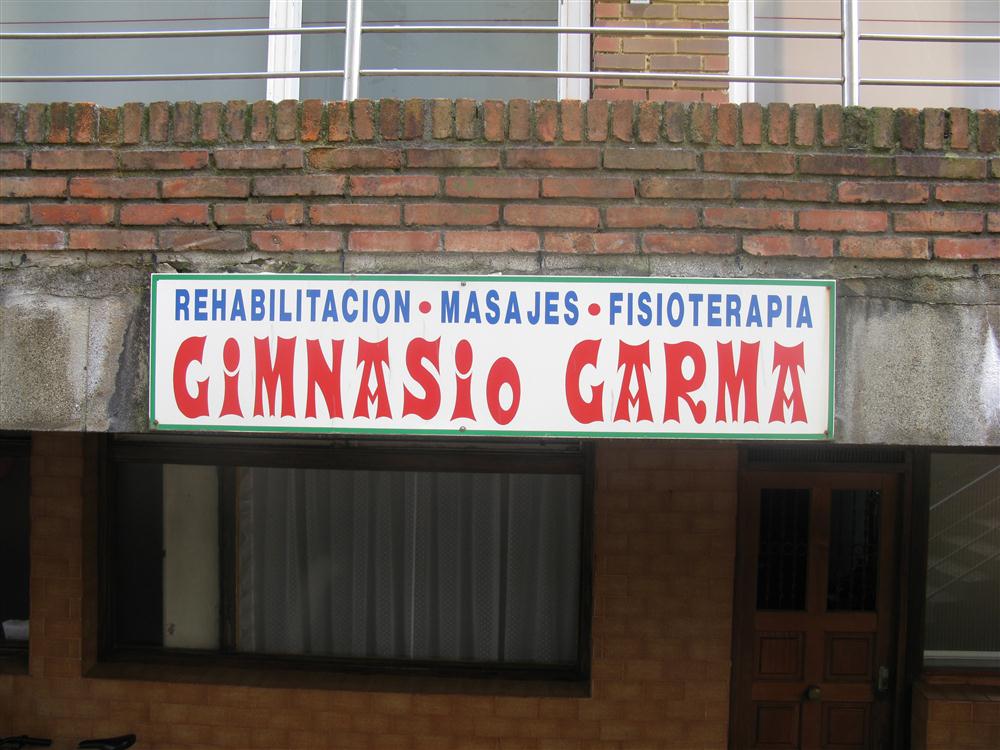 REHABILITACION • MASAJES • FISIOTERAPIA
GiMNASiO GARMA